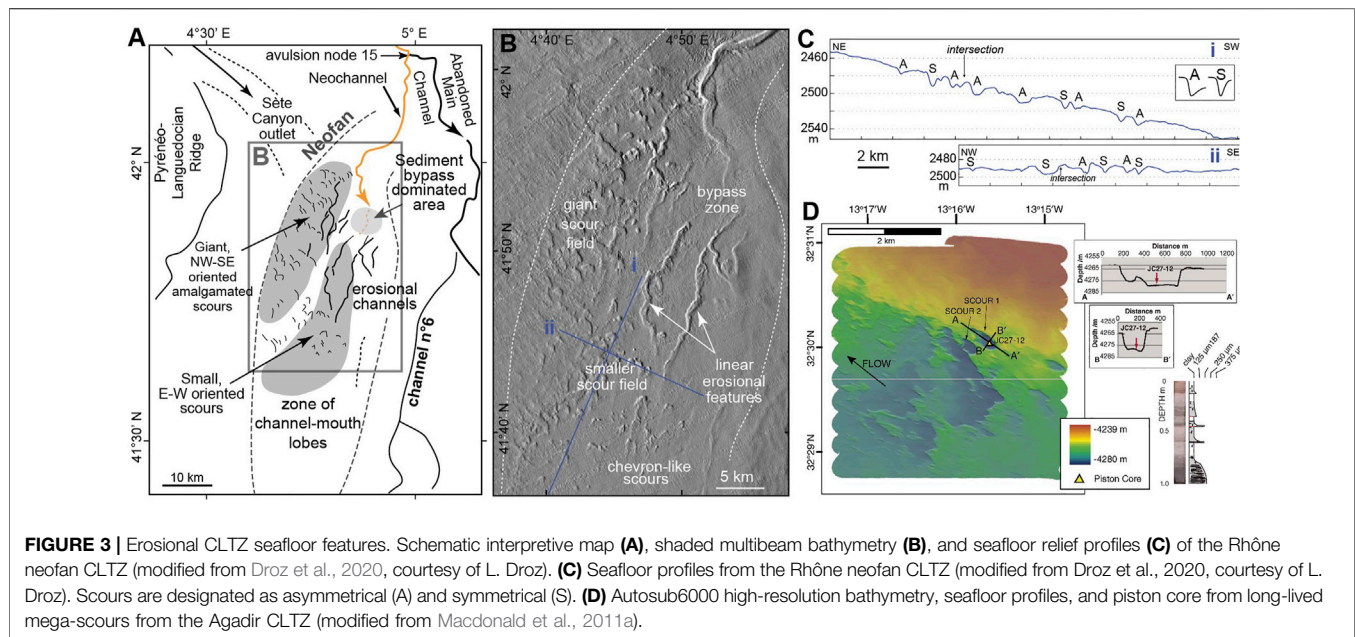 A
4°30' E
5° E
avulsion node 15
Neochannel
Channel
Abandoned Main
Sète
Canyon
outlet
Neofan
Pyrénéo-
Languedocian
Ridge
42° N
B
Sediment
bypass
dominated
area
Giant,
NW-SE
oriented
amalgamated
scours
erosional
channels
Small,
E-W oriented
scours
zone of
channel-mouth
lobes
channel n°6
41°30' N
10 km
B
4°40' E
4°50' E
42° N
bypass
zone
giant
scour
field
41°50' N
i
ii
smaller
scour field
linear
erosional
features
41°40' N
chevron-like
scours
5 km
C
NE
intersection
i
SW
2460
2500
2540
m
A
S
A
A
A
S
A
S
A
A S
2 km
NW
ii
SE
2480
2500
m
S
S
A
A
S
A
S
intersection
D
13°17'W
13°16'W
13°15'W
2 km
32°31'N
32°30'N
32°29'N
SCOUR 1
SCOUR 2
A
B'
JC27-12
B
A'
FLOW
-4239 m
-4280 m
Piston Core
Distance m
0 200 400 600 800 1000 1200
Depth /m
4255
4265
4275
4285
JC27-12
A
A'
Distance m
0 200 400
Depth /m
4255
4265
4275
4285
JC27-12
B
B'
clay
125 µm187
250 µm
375 µ
DEPTH m
0
0.5
1.0
FIGURE 3 | Erosional CLTZ seafloor features. Schematic interpretive map (A), shaded multibeam bathymetry (B), and seafloor relief profiles (C) of the Rhône
neofan CLTZ (modified from Droz et al., 2020, courtesy of L. Droz). (C) Seafloor profiles from the Rhône neofan CLTZ (modified from Droz et al., 2020, courtesy of L.
Droz). Scours are designated as asymmetrical (A) and symmetrical (S). (D) Autosub6000 high-resolution bathymetry, seafloor profiles, and piston core from long-lived
mega-scours from the Agadir CLTZ (modified from Macdonald et al., 2011a).